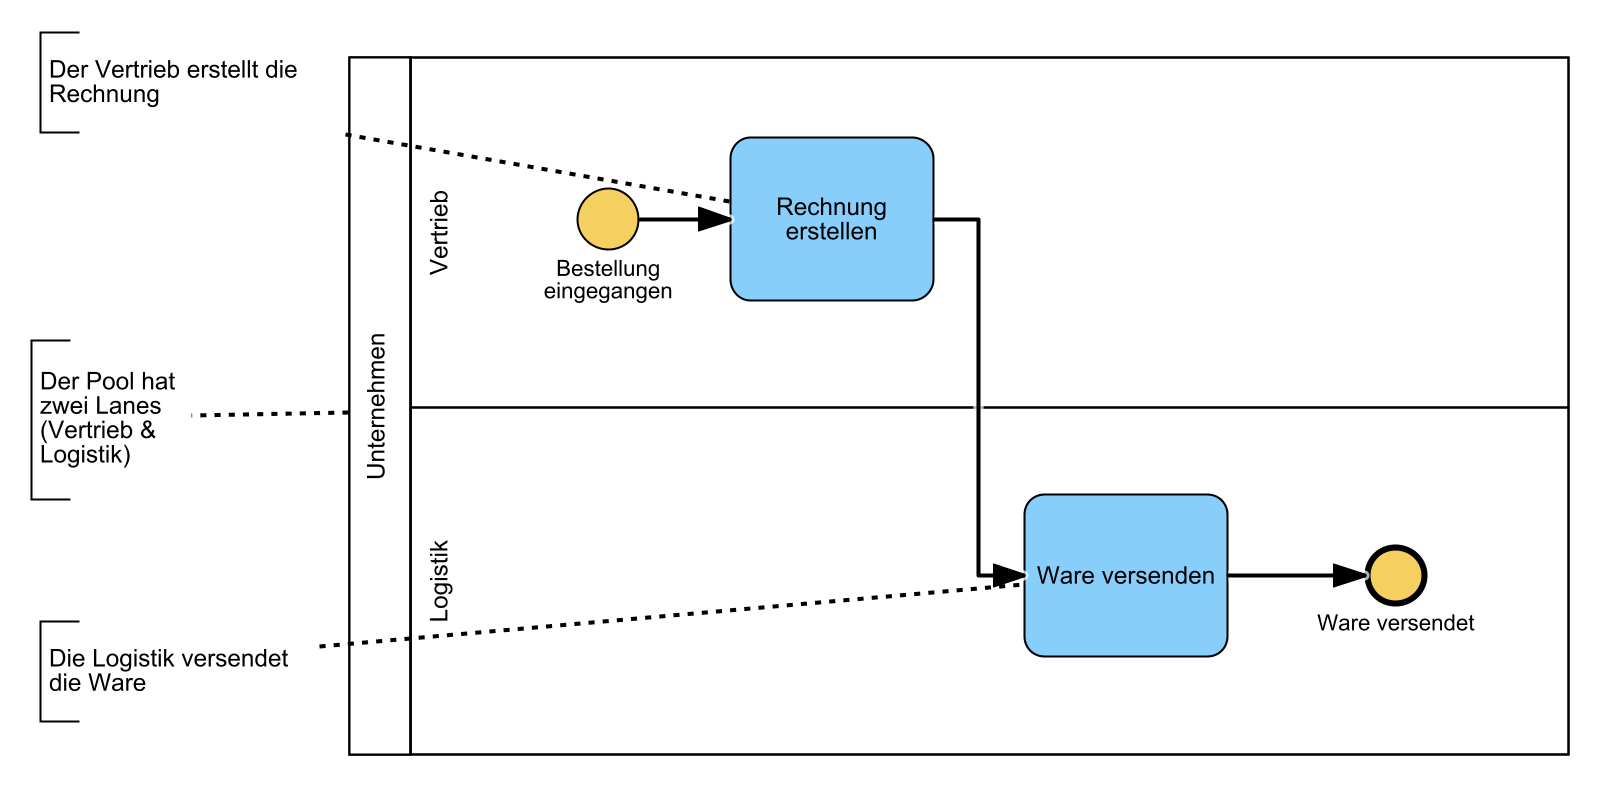 Der Vertrieb erstellt die
Rechnung
Der Pool hat
zwei Lanes
(Vertrieb &
Logistik)
Die Logistik versendet
die Ware
Unternehmen
Vertrieb
Bestellung
eingegangen
Rechnung
erstellen
Logistik
Ware versenden
Ware versendet